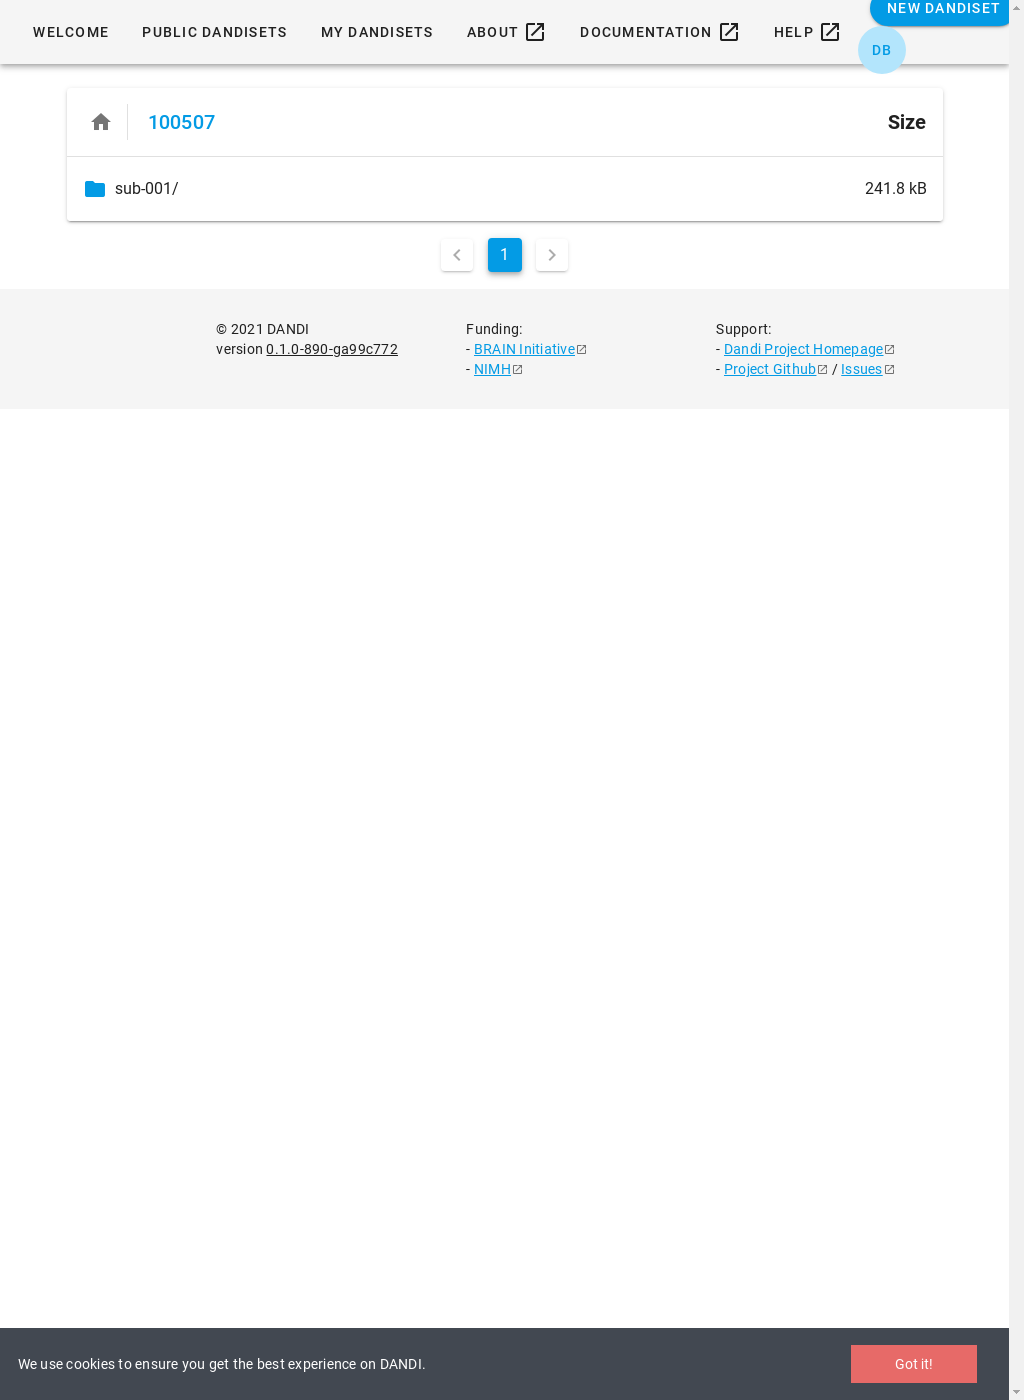 NEW DANDISET
WELCOME PUBLIC DANDISETS MY DANDISETS ABOUT DOCUMENTATION HELP
DB
100507 Size
sub-001/ 241.8 kB
1
© 2021 DANDI
version 0.1.0-890-ga99c772
Funding:
- BRAIN Initiative
- NIMH
Support:
- Dandi Project Homepage
- Project Github / Issues
We use cookies to ensure you get the best experience on DANDI. Got it!